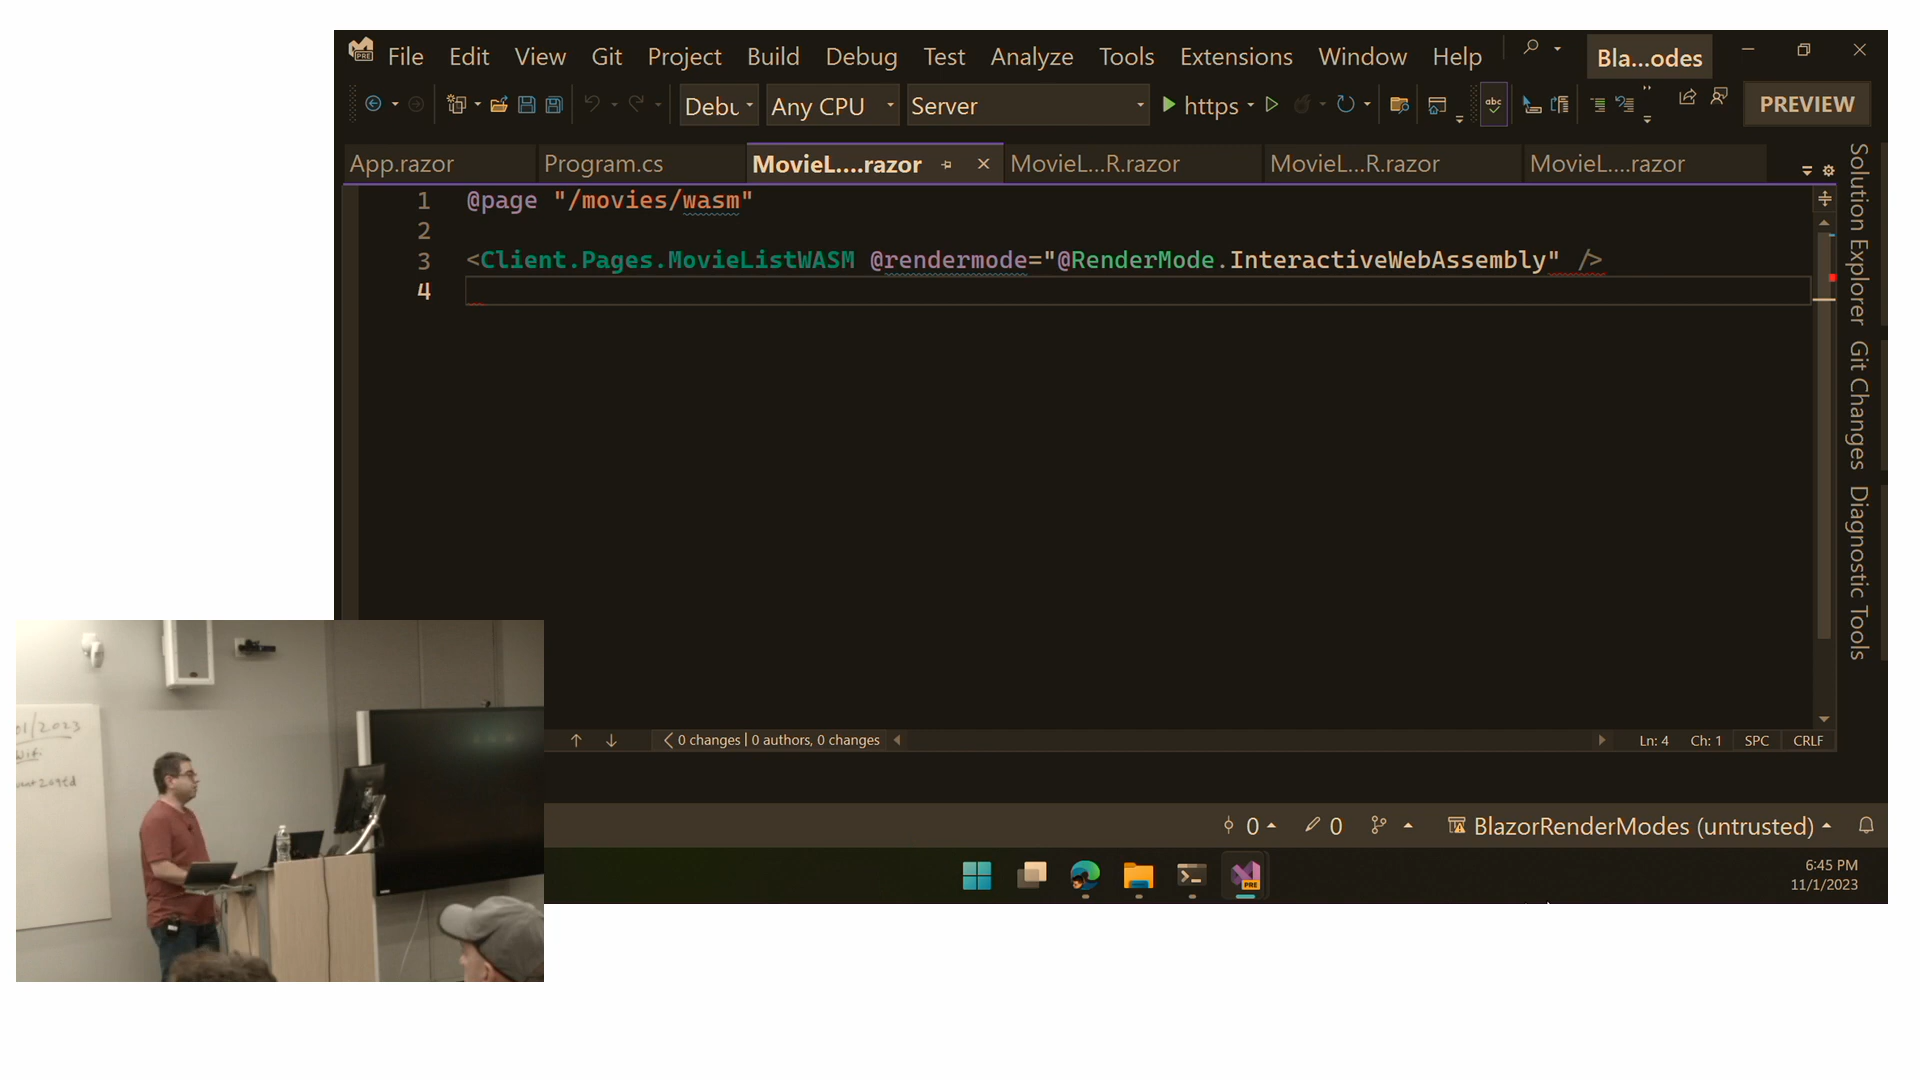 File Edit View Git Project Build Debug Test Analyze Tools Extensions Window Help Bla...odes
Debu Any CPU Server https PREVIEW
App.razor Program.cs MovieL....razor MovieL...R.razor MovieL...R.razor MovieL....razor
1 @page "/movies/wasm"
2
3 <Client.Pages.MovieListWASM @rendermode="@RenderMode.InteractiveWebAssembly" />
4
Solution Explorer
Git Changes
Diagnostic Tools
0 changes | 0 authors, 0 changes Ln: 4 Ch: 1 SPC CRLF
0 0 BlazorRenderModes (untrusted)
PRE
6:45 PM
11/1/2023
01/2023